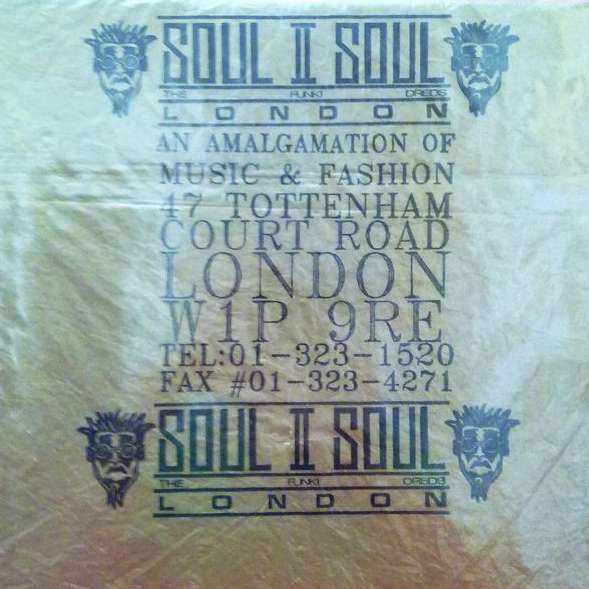 SOUL II SOUL
THE FUNKI DREDS
LONDON
AN AMALGAMATION OF
MUSIC & FASHION
47 TOTTENHAM
COURT ROAD
LONDON
W1P 9RE
TEL:01-323-1520
FAX #01-323-4271
SOUL II SOUL
THE FUNKI DREDS
LONDON